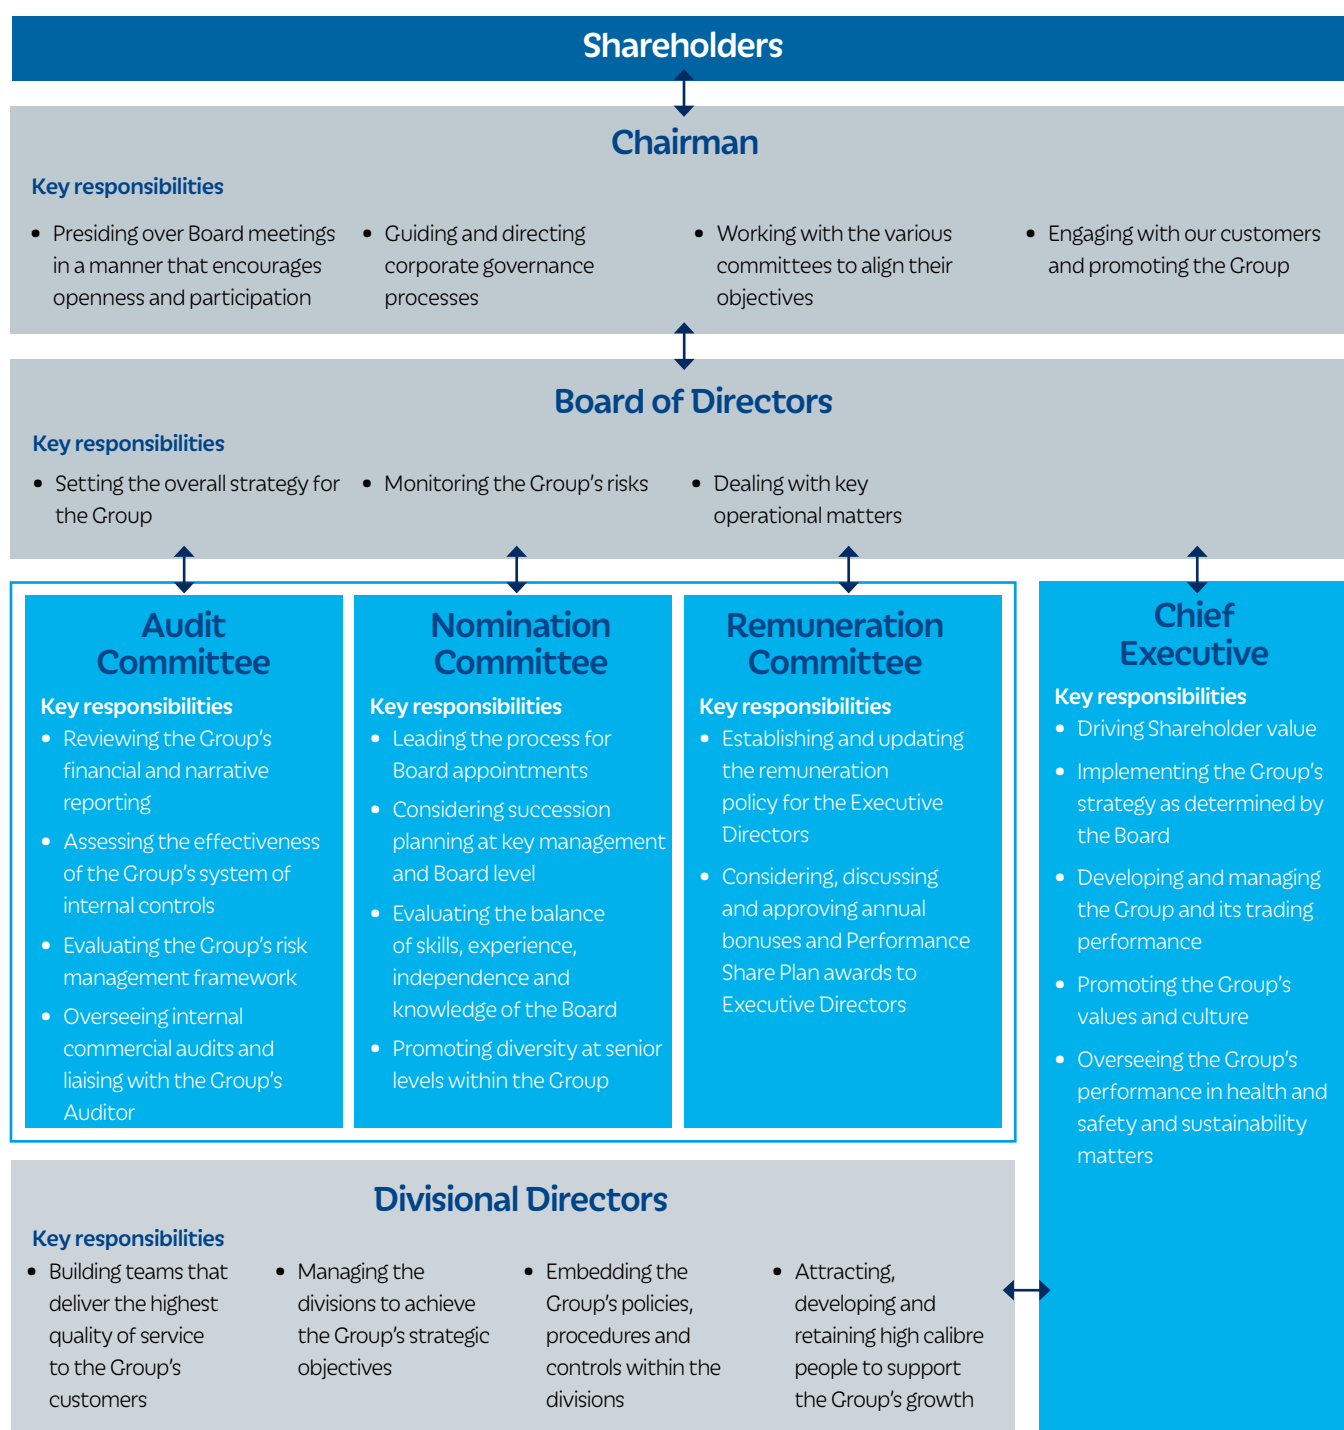 Shareholders
Chairman
Key responsibilities
• Presiding over Board meetings
in a manner that encourages
openness and participation
• Guiding and directing
corporate governance
processes
• Working with the various
committees to align their
objectives
• Engaging with our customers
and promoting the Group
Board of Directors
Key responsibilities
• Setting the overall strategy for
the Group
• Monitoring the Group's risks
• Dealing with key
operational matters
Audit
Committee
Key responsibilities
• Reviewing the Group's
financial and narrative
reporting
• Assessing the effectiveness
of the Group's system of
internal controls
• Evaluating the Group's risk
management framework
• Overseeing internal
commercial audits and
liaising with the Group's
Auditor
Nomination
Committee
Key responsibilities
• Leading the process for
Board appointments
• Considering succession
planning at key management
and Board level
• Evaluating the balance
of skills, experience,
independence and
knowledge of the Board
• Promoting diversity at senior
levels within the Group
Remuneration
Committee
Key responsibilities
• Establishing and updating
the remuneration
policy for the Executive
Directors
• Considering, discussing
and approving annual
bonuses and Performance
Share Plan awards to
Executive Directors
Chief
Executive
Key responsibilities
• Driving Shareholder value
• Implementing the Group's
strategy as determined by
the Board
• Developing and managing
the Group and its trading
performance
• Promoting the Group's
values and culture
• Overseeing the Group's
performance in health and
safety and sustainability
matters
Divisional Directors
Key responsibilities
• Building teams that
deliver the highest
quality of service
to the Group's
customers
• Managing the
divisions to achieve
the Group's strategic
objectives
• Embedding the
Group's policies,
procedures and
controls within the
divisions
• Attracting,
developing and
retaining high calibre
people to support
the Group's growth